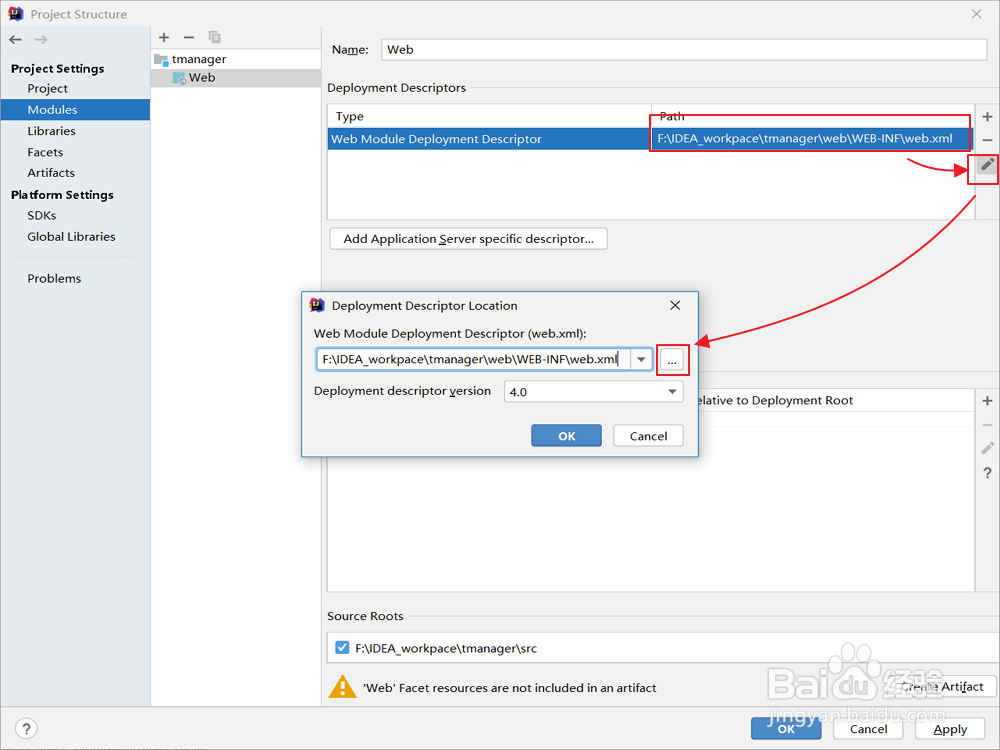 Project Structure
Project Settings
Project
Modules
Libraries
Facets
Artifacts
Platform Settings
SDKs
Global Libraries
Problems
tmanager
Web
Name:
Web
Deployment Descriptors
Type
Path
Web Module Deployment Descriptor
F:\IDEA_workpace\tmanager\web\WEB-INF\web.xml
Add Application Server specific descriptor...
Deployment Descriptor Location
Web Module Deployment Descriptor (web.xml):
F:\IDEA_workpace\tmanager\web\WEB-INF\web.xml
...
Deployment descriptor version
4.0
OK
Cancel
elative to Deployment Root
?
Source Roots
F:\IDEA_workpace\tmanager\src
'Web' Facet resources are not included in an artifact
Create Artifact
Baidu 经验
jingyan.baidu.com
?
OK
Cancel
Apply